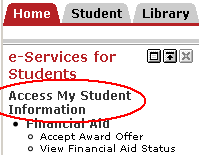 Home Student Library
e-Services for
Students
Access My Student
Information
Financial Aid
Accept Award Offer
View Financial Aid Status